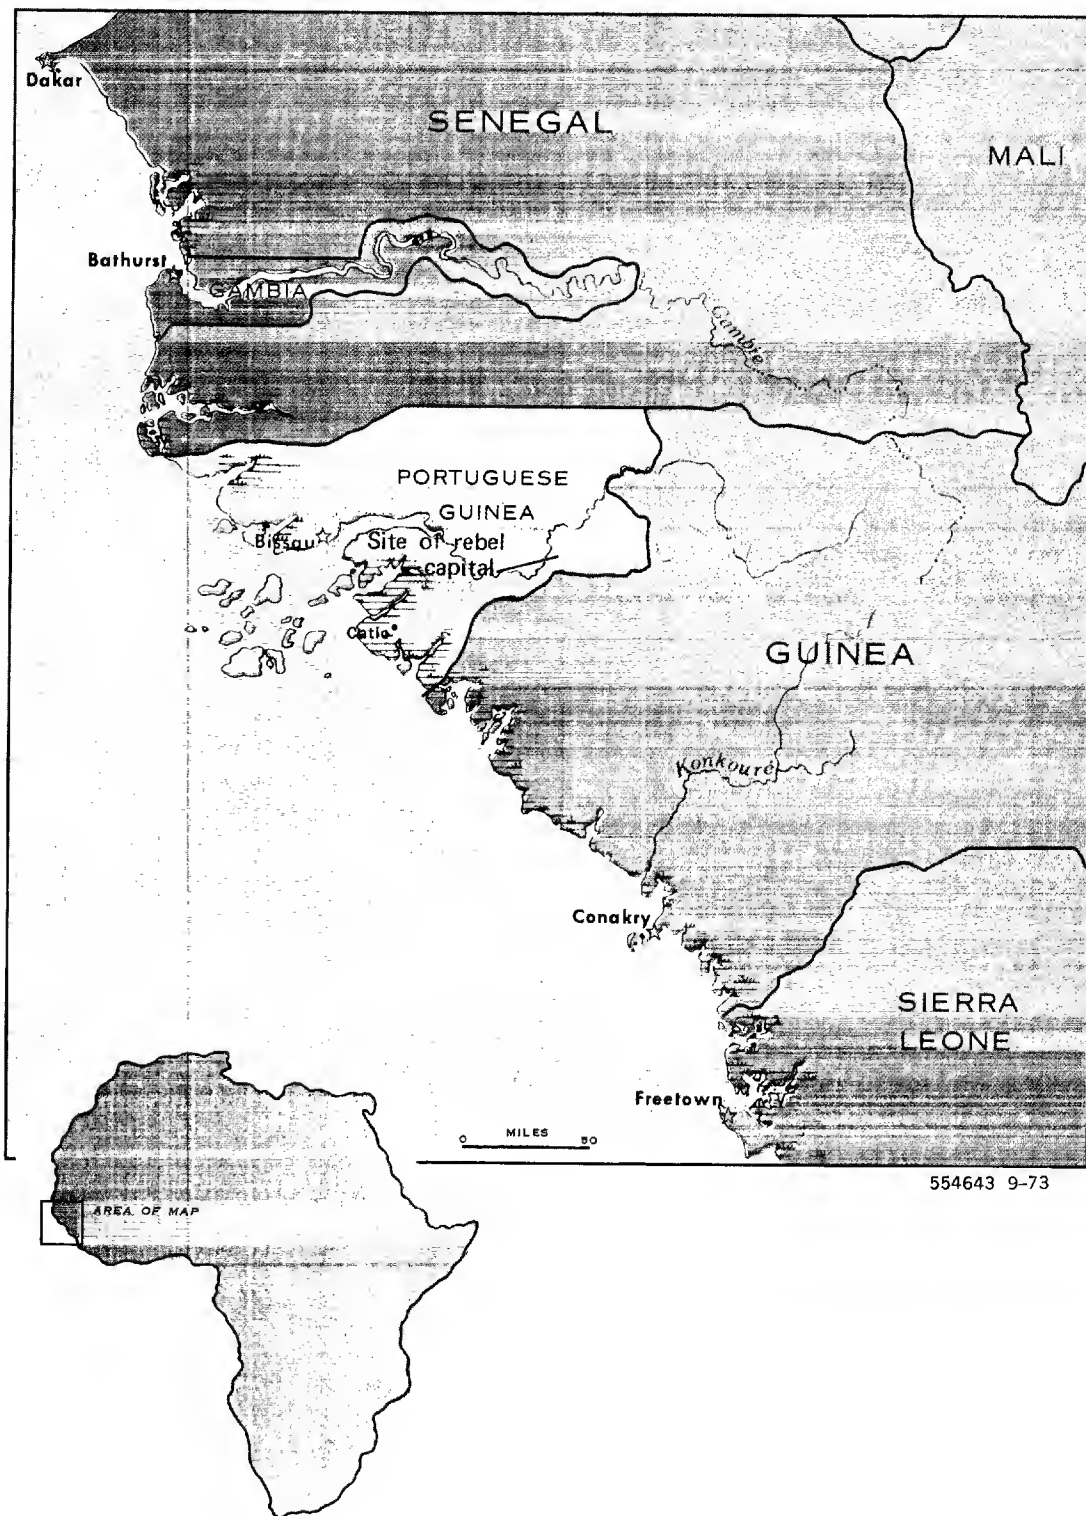 Dakar
SENEGAL
MALI
Bathurst
GAMBIA
Gambie
PORTUGUESE
GUINEA
Bissau
Site of rebel
capital
Catio
GUINEA
Konkouré
Conakry
SIERRA
LEONE
Freetown
0 MILES 50
554643 9-73
AREA OF MAP